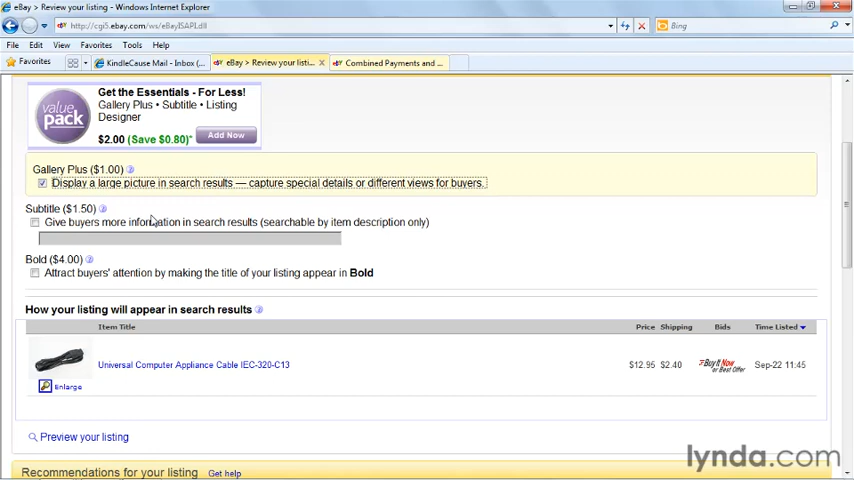 eBay > Review your listing - Windows Internet Explorer
http://cgi5.ebay.com/ws/eBayISAPI.dll
Bing
File Edit View Favorites Tools Help
Favorites
KindleCause Mail - Inbox (...
eBay > Review your listi...
Combined Payments and ...
value pack
Get the Essentials - For Less!
Gallery Plus • Subtitle • Listing
Designer
$2.00 (Save $0.80)*
Add Now
Gallery Plus ($1.00)
Display a large picture in search results — capture special details or different views for buyers.
Subtitle ($1.50)
Give buyers more information in search results (searchable by item description only)
Bold ($4.00)
Attract buyers' attention by making the title of your listing appear in Bold
How your listing will appear in search results
Item Title Price Shipping Bids Time Listed
Universal Computer Appliance Cable IEC-320-C13 $12.95 $2.40 Buy It Now or Best Offer Sep-22 11:45
Enlarge
Preview your listing
Recommendations for your listing Get help
lynda.com